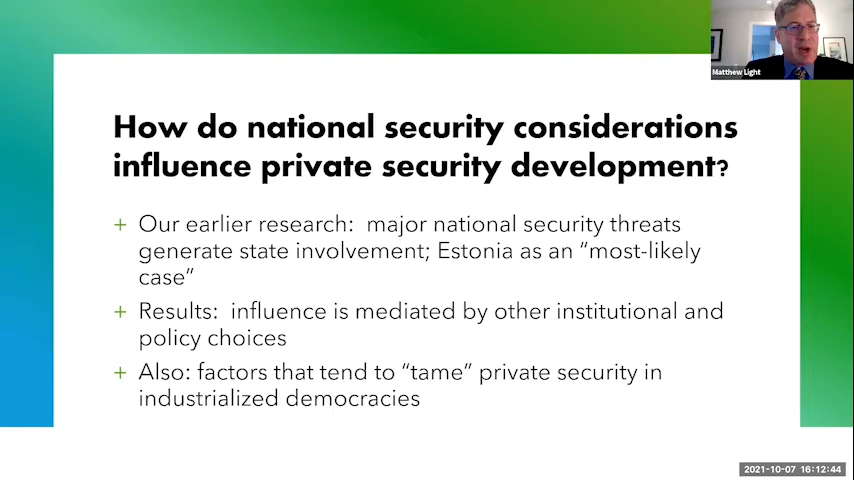 Matthew Light
How do national security considerations
influence private security development?
+ Our earlier research:  major national security threats
generate state involvement; Estonia as an “most-likely
case”
+ Results:  influence is mediated by other institutional and
policy choices
+ Also: factors that tend to “tame” private security in
industrialized democracies
2021-10-07 16:12:44